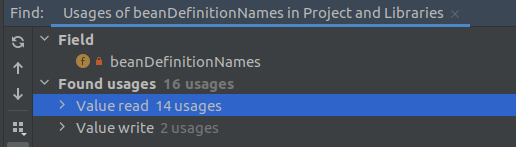 Find: Usages of beanDefinitionNames in Project and Libraries ×
Field
f beanDefinitionNames
Found usages 16 usages
Value read 14 usages
Value write 2 usages